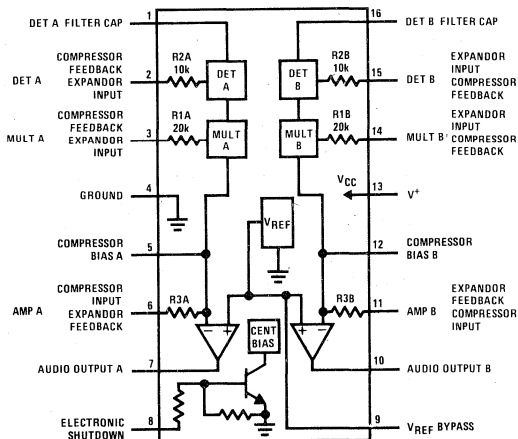 DET A FILTER CAP
1
16
DET B FILTER CAP
COMPRESSOR
FEEDBACK
EXPANDOR
INPUT
DET A
2
R2A
10k
DET
A
DET
B
R2B
10k
15
DET B
EXPANDOR
INPUT
COMPRESSOR
FEEDBACK
COMPRESSOR
FEEDBACK
EXPANDOR
INPUT
MULT A
3
R1A
20k
MULT
A
MULT
B
R1B
20k
14
MULT B
EXPANDOR
INPUT
COMPRESSOR
FEEDBACK
GROUND
4
VCC
13
V+
VREF
COMPRESSOR
BIAS A
5
12
COMPRESSOR
BIAS B
COMPRESSOR
INPUT
EXPANDOR
FEEDBACK
AMP A
6
R3A
− +
+ −
R3B
11
AMP B
EXPANDOR
FEEDBACK
COMPRESSOR
INPUT
CENT
BIAS
AUDIO OUTPUT A
7
10
AUDIO OUTPUT B
ELECTRONIC
SHUTDOWN
8
9
VREF BYPASS